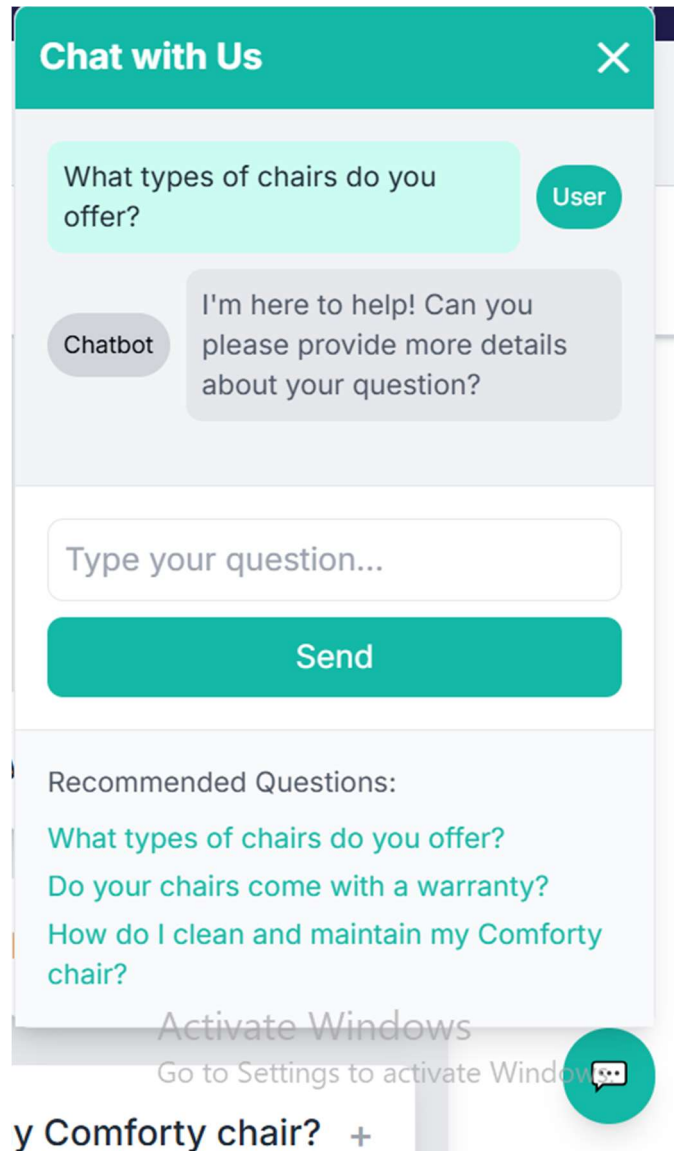 Chat with Us
What types of chairs do you
offer?
User
I'm here to help! Can you
please provide more details
about your question?
Chatbot
Type your question...
Send
Recommended Questions:
What types of chairs do you offer?
Do your chairs come with a warranty?
How do I clean and maintain my Comforty
chair?
Activate Windows
Go to Settings to activate Windows.
y Comforty chair? +